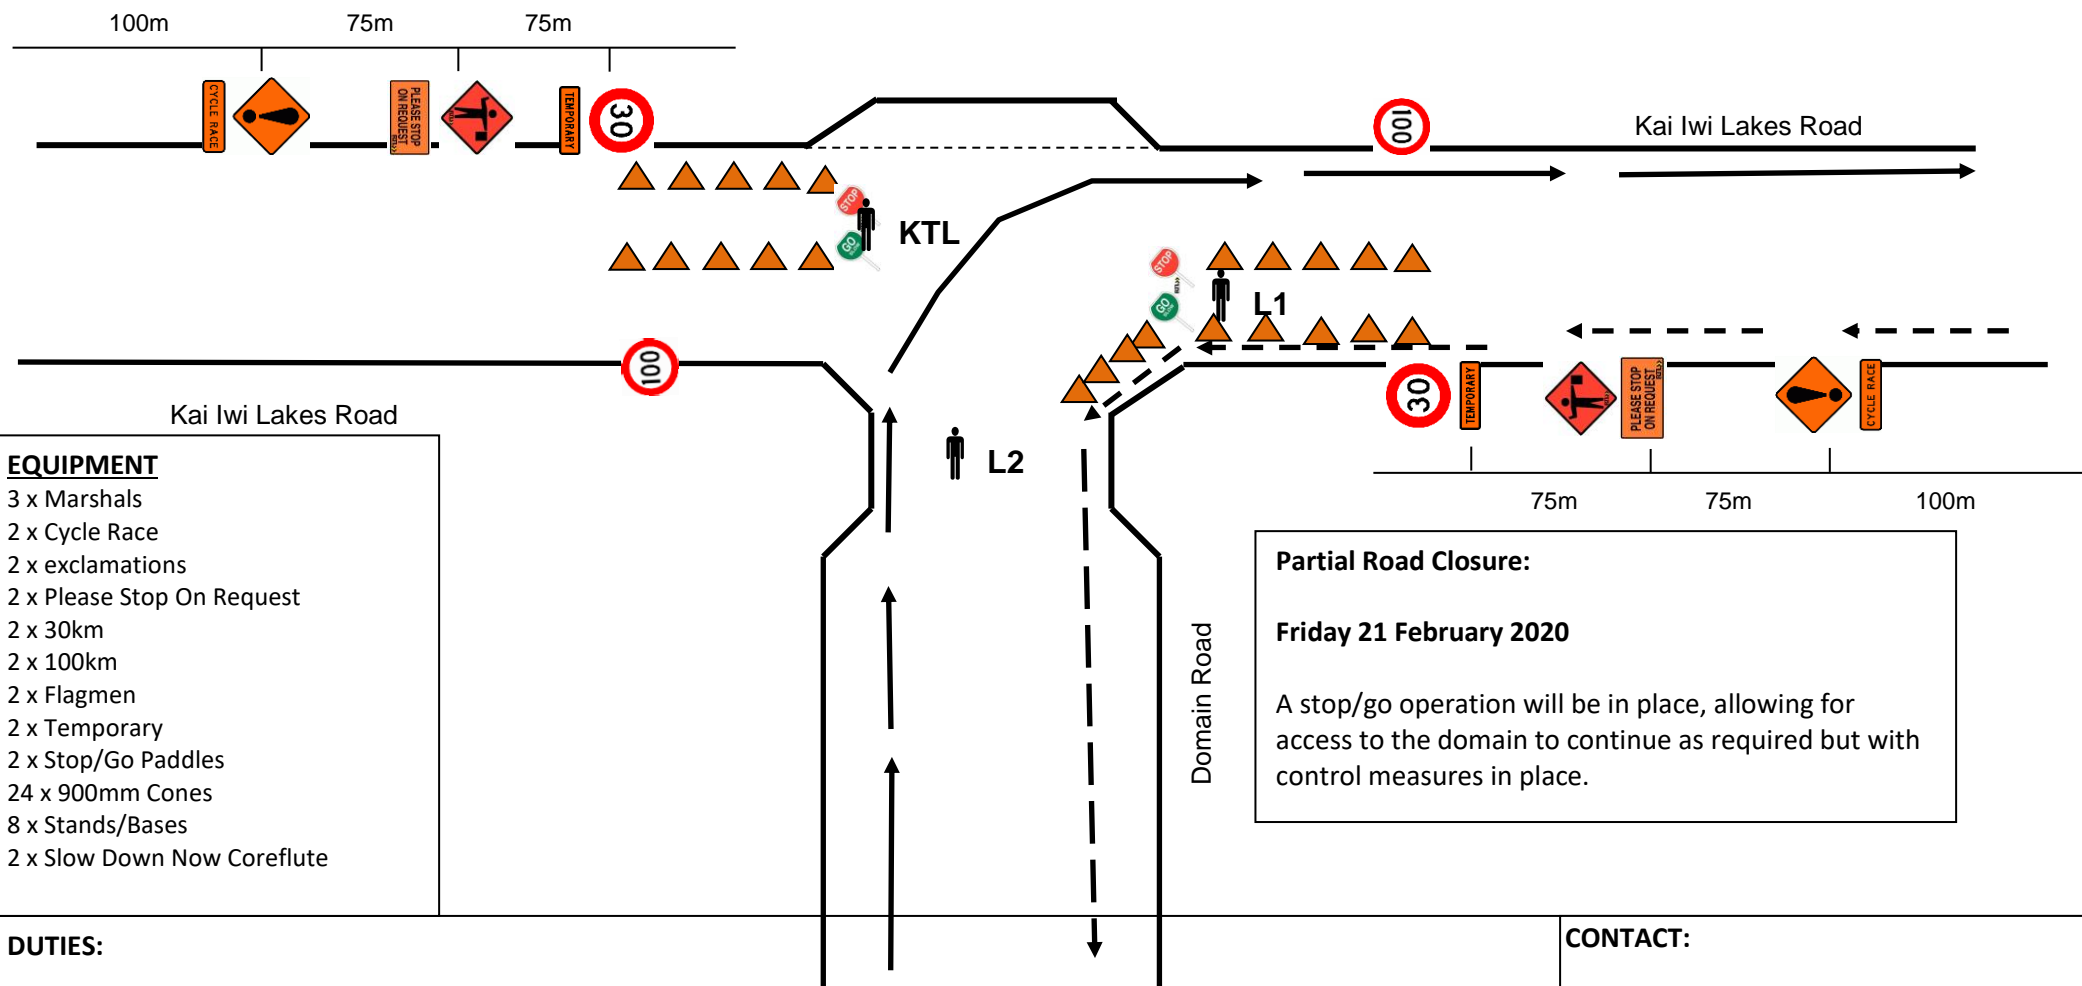 100m 75m 75m
CYCLE RACE
PLEASE STOP
ON REQUEST
TEMPORARY
30
100
Kai Iwi Lakes Road
STOP
GO
KTL
STOP
GO
L1
100
Kai Iwi Lakes Road
30
TEMPORARY
PLEASE STOP
ON REQUEST
CYCLE RACE
L2
75m 75m 100m
EQUIPMENT
3 x Marshals
2 x Cycle Race
2 x exclamations
2 x Please Stop On Request
2 x 30km
2 x 100km
2 x Flagmen
2 x Temporary
2 x Stop/Go Paddles
24 x 900mm Cones
8 x Stands/Bases
2 x Slow Down Now Coreflute
Domain Road
Partial Road Closure:
Friday 21 February 2020
A stop/go operation will be in place, allowing for
access to the domain to continue as required but with
control measures in place.
DUTIES:
CONTACT: